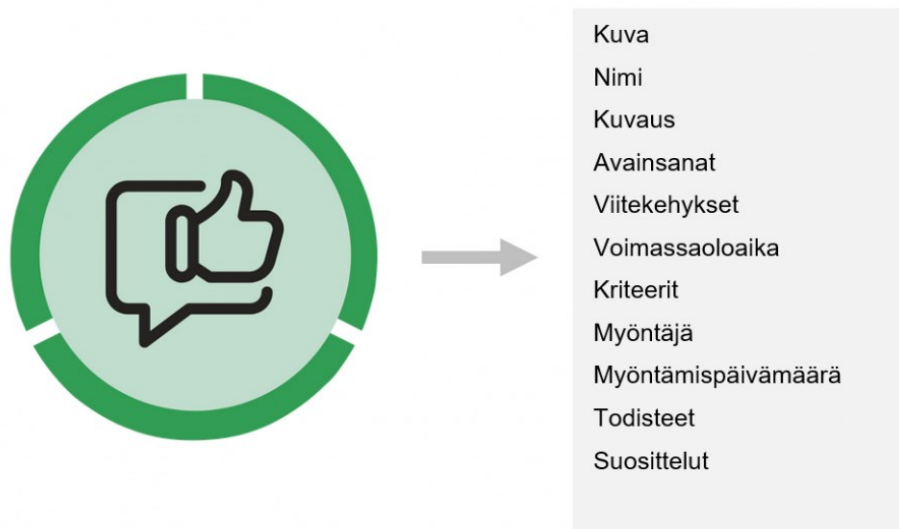 Kuva
Nimi
Kuvaus
Avainsanat
Viitekehykset
Voimassaoloaika
Kriteerit
Myöntäjä
Myöntämispäivämäärä
Todisteet
Suosittelut